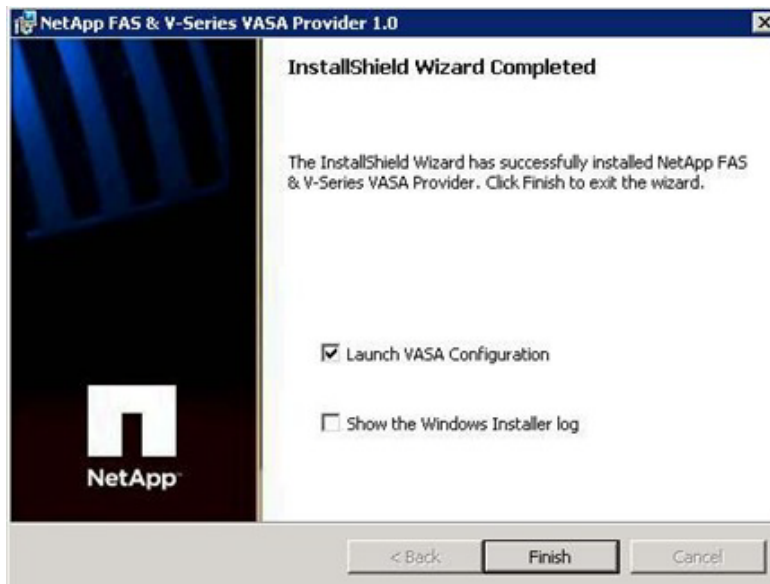 NetApp FAS & V-Series VASA Provider 1.0
InstallShield Wizard Completed
The InstallShield Wizard has successfully installed NetApp FAS
& V-Series VASA Provider. Click Finish to exit the wizard.
Launch VASA Configuration
Show the Windows Installer log
NetApp™
< Back
Finish
Cancel